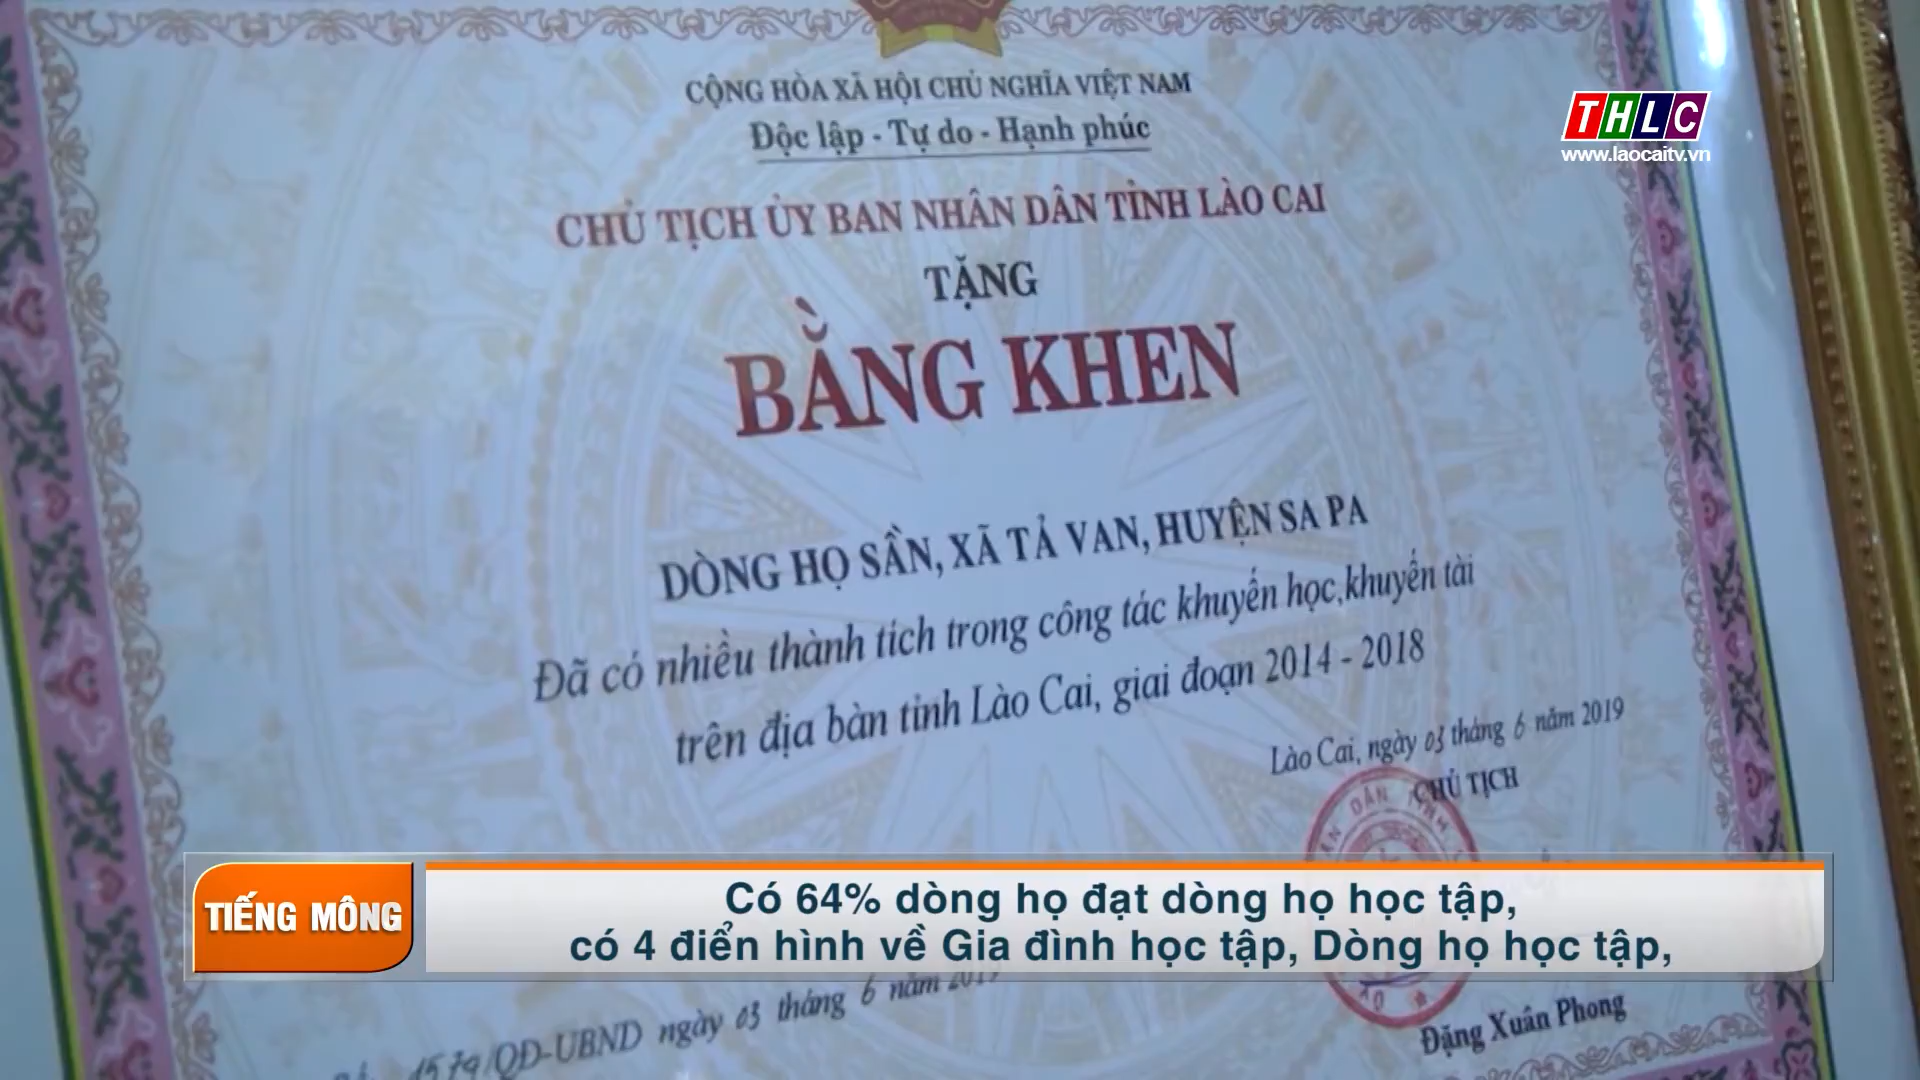 CỘNG HÒA XÃ HỘI CHỦ NGHĨA VIỆT NAM
Độc lập - Tự do - Hạnh phúc
THLC
www.laocaitv.vn
CHỦ TỊCH ỦY BAN NHÂN DÂN TỈNH LÀO CAI
TẶNG
BẰNG KHEN
DÒNG HỌ SẦN, XÃ TẢ VAN, HUYỆN SA PA
Đã có nhiều thành tích trong công tác khuyến học,khuyến tài
trên địa bàn tỉnh Lào Cai, giai đoạn 2014 - 2018
Lào Cai, ngày 03 tháng 6 năm 2019
CHỦ TỊCH
TIẾNG MÔNG
Có 64% dòng họ đạt dòng họ học tập,
có 4 điển hình về Gia đình học tập, Dòng họ học tập,
Đặng Xuân Phong
1579/QĐ-UBND ngày 03 tháng 6 năm 2019